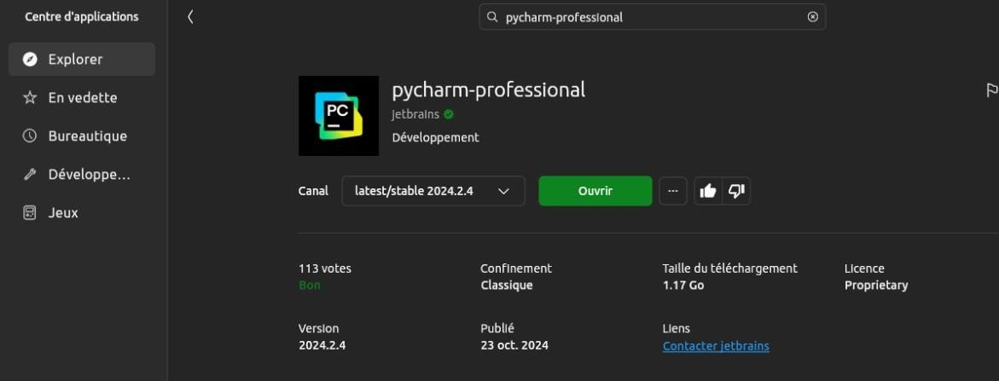 Centre d'applications
pycharm-professional
Explorer
En vedette
Bureautique
Développe...
Jeux
PC
pycharm-professional
jetbrains
Développement
Canal
latest/stable 2024.2.4
Ouvrir
113 votes
Bon
Confinement
Classique
Taille du téléchargement
1.17 Go
Licence
Proprietary
Version
2024.2.4
Publié
23 oct. 2024
Liens
Contacter jetbrains